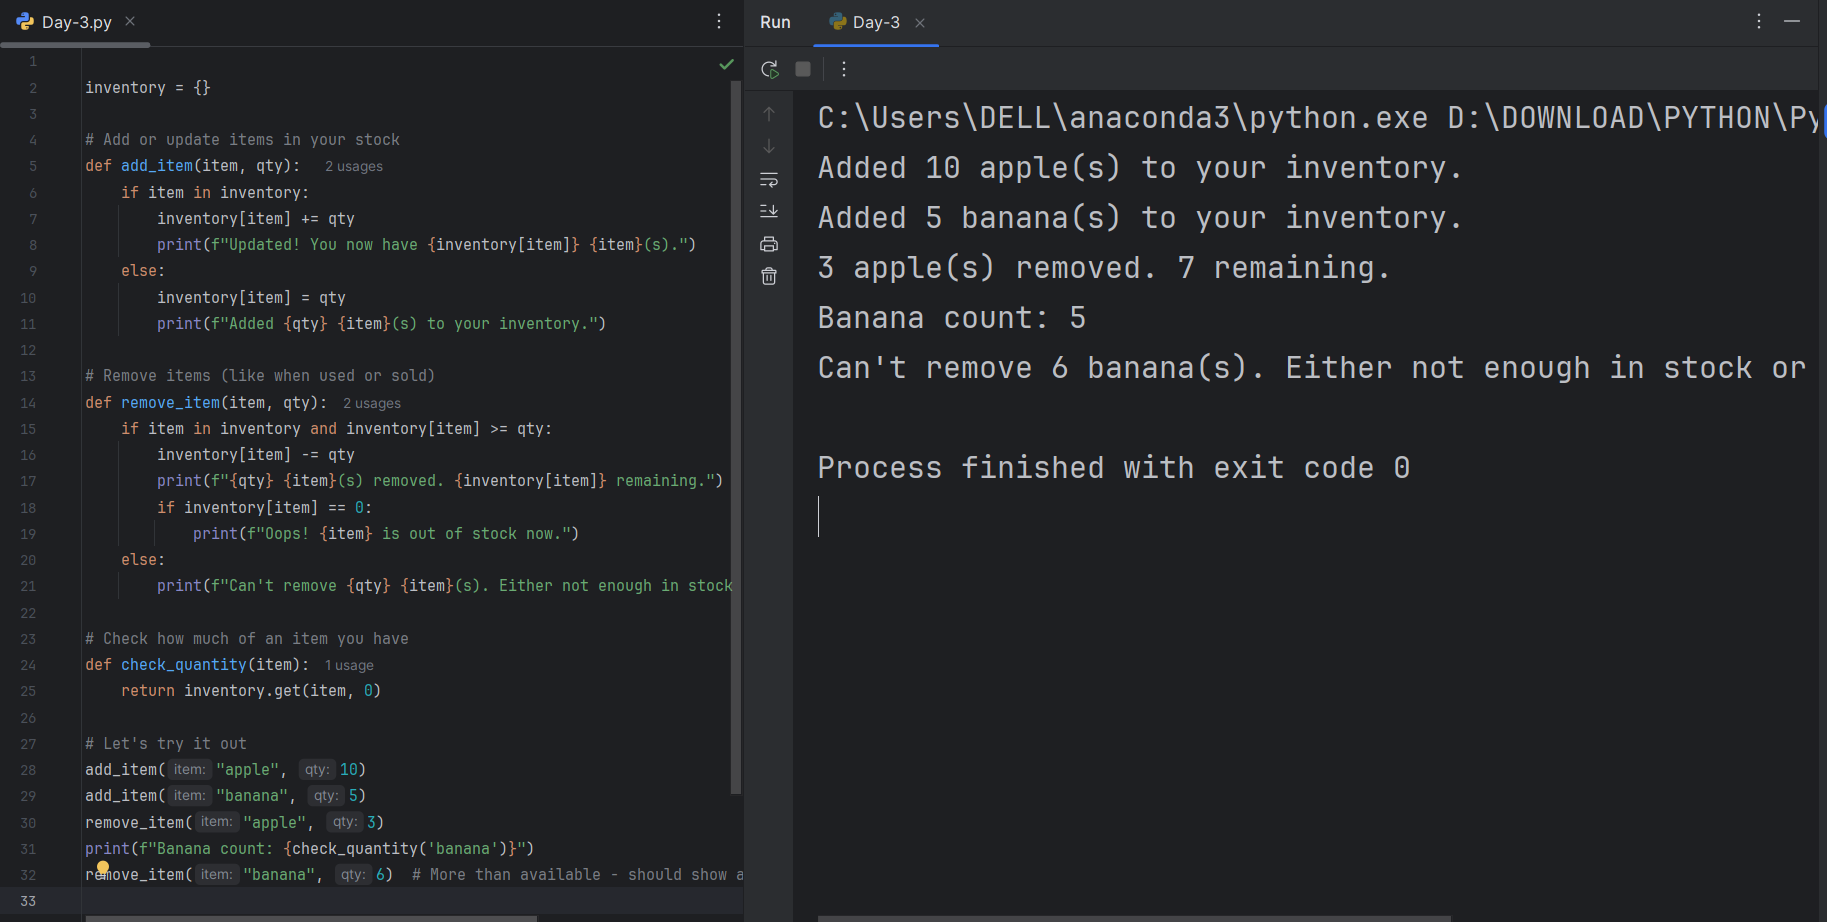 Day-3.py
1
2 inventory = {}
3
4 # Add or update items in your stock
5 def add_item(item, qty): 2 usages
6     if item in inventory:
7         inventory[item] += qty
8         print(f"Updated! You now have {inventory[item]} {item}(s).")
9     else:
10         inventory[item] = qty
11         print(f"Added {qty} {item}(s) to your inventory.")
12
13 # Remove items (like when used or sold)
14 def remove_item(item, qty): 2 usages
15     if item in inventory and inventory[item] >= qty:
16         inventory[item] -= qty
17         print(f"{qty} {item}(s) removed. {inventory[item]} remaining.")
18         if inventory[item] == 0:
19             print(f"Oops! {item} is out of stock now.")
20     else:
21         print(f"Can't remove {qty} {item}(s). Either not enough in stock
22
23 # Check how much of an item you have
24 def check_quantity(item): 1 usage
25     return inventory.get(item, 0)
26
27 # Let's try it out
28 add_item(item: "apple", qty: 10)
29 add_item(item: "banana", qty: 5)
30 remove_item(item: "apple", qty: 3)
31 print(f"Banana count: {check_quantity('banana')}")
32 remove_item(item: "banana", qty: 6)  # More than available - should show a
33
Run Day-3
C:\Users\DELL\anaconda3\python.exe D:\DOWNLOAD\PYTHON\Py
Added 10 apple(s) to your inventory.
Added 5 banana(s) to your inventory.
3 apple(s) removed. 7 remaining.
Banana count: 5
Can't remove 6 banana(s). Either not enough in stock or
Process finished with exit code 0